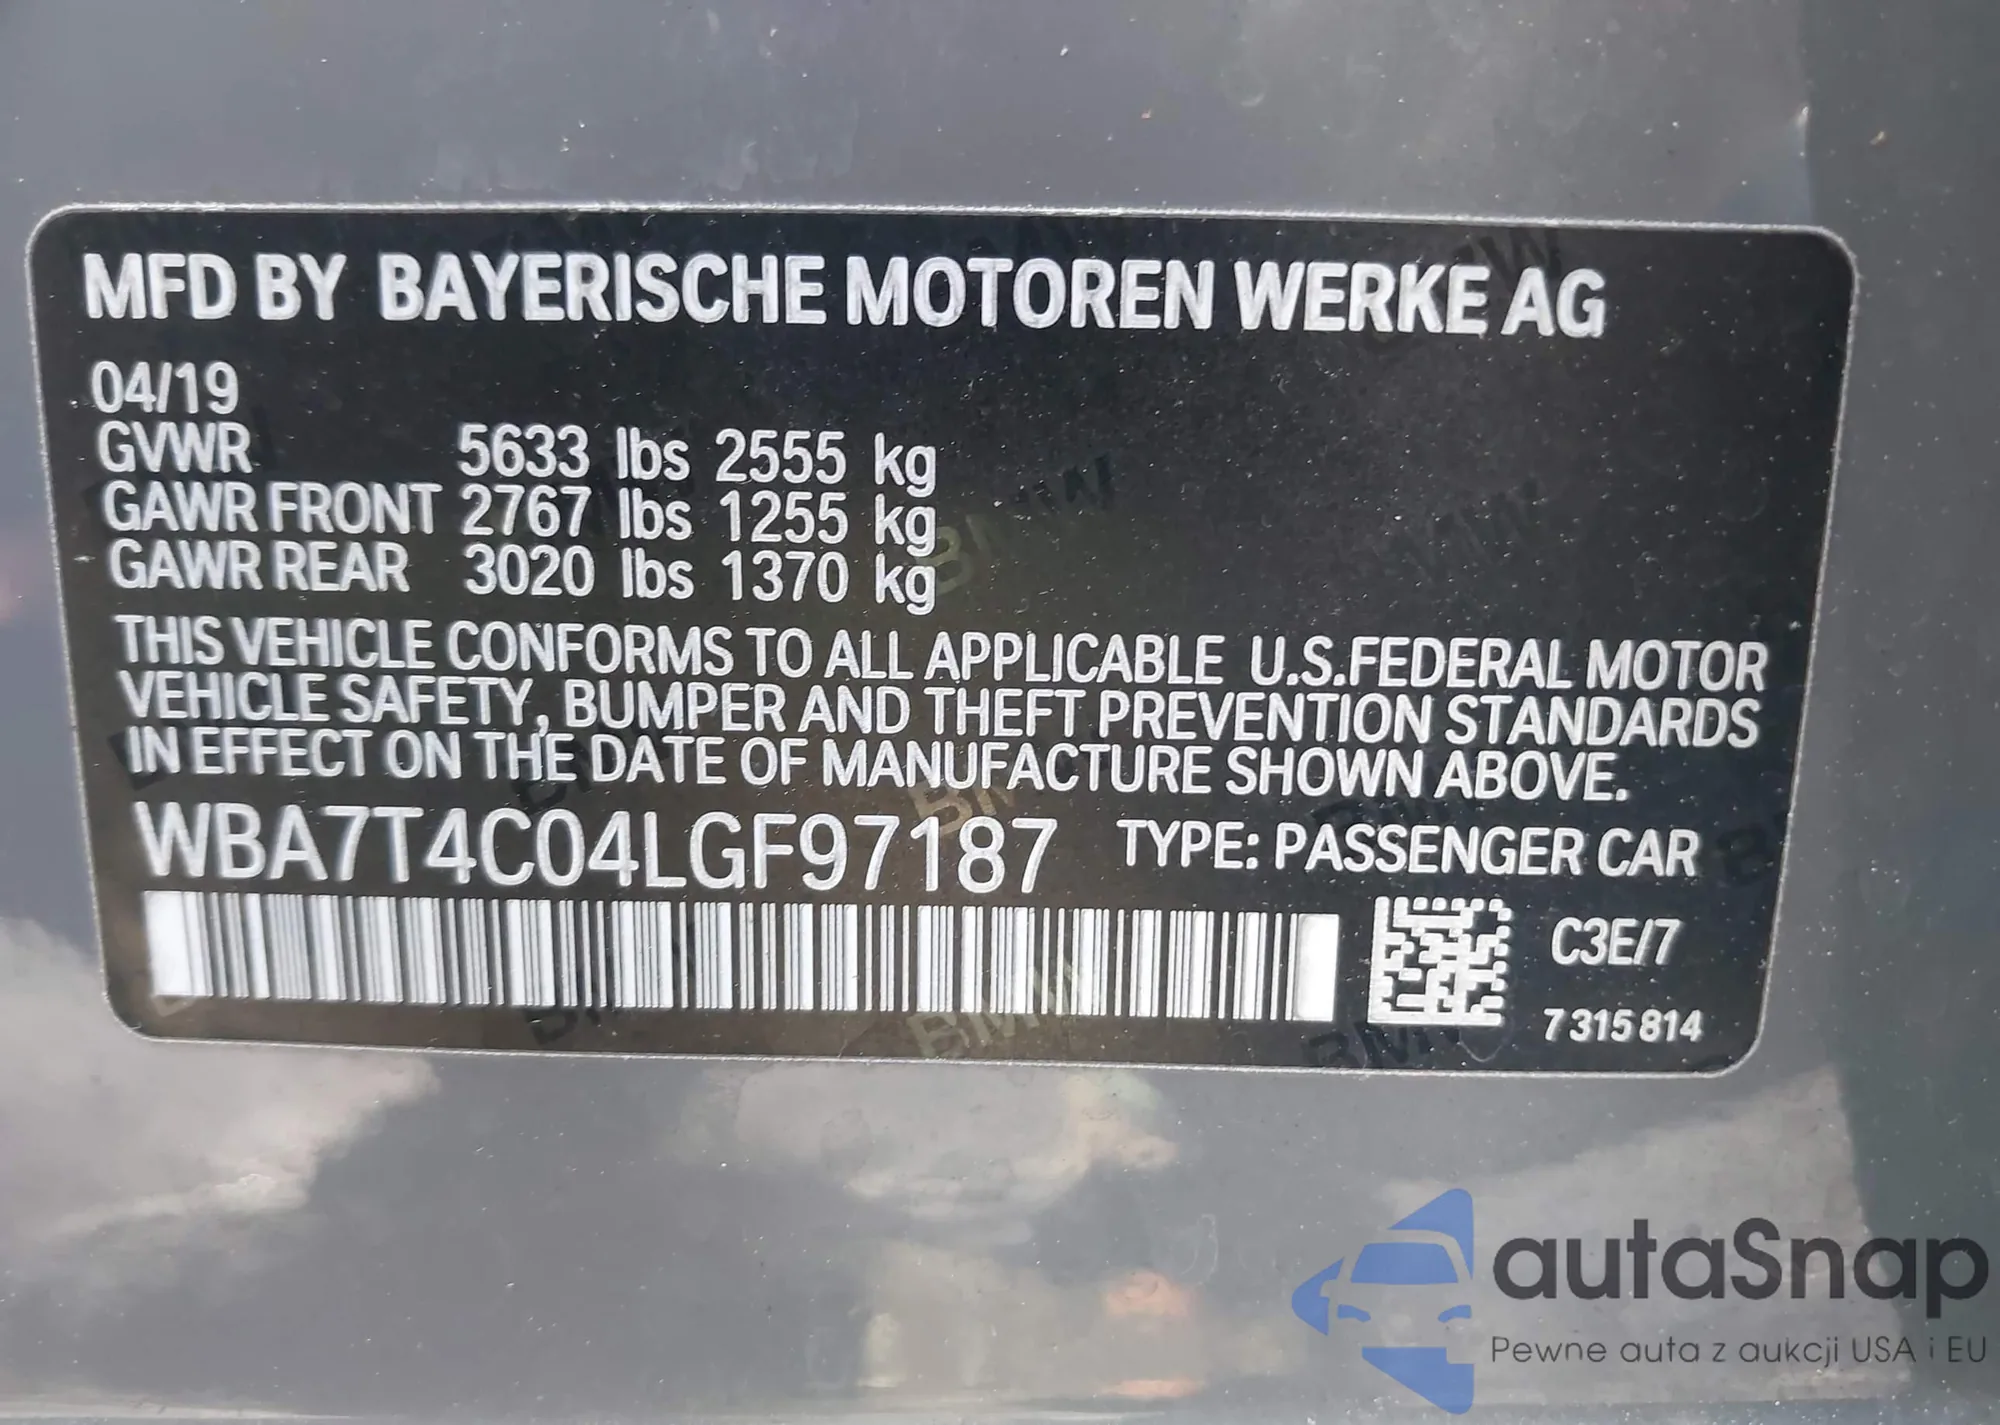 MFD BY BAYERISCHE MOTOREN WERKE AG
04/19
GVWR 5633 lbs 2555 kg
GAWR FRONT 2767 lbs 1255 kg
GAWR REAR 3020 lbs 1370 kg
THIS VEHICLE CONFORMS TO ALL APPLICABLE U.S.FEDERAL MOTOR
VEHICLE SAFETY, BUMPER AND THEFT PREVENTION STANDARDS
IN EFFECT ON THE DATE OF MANUFACTURE SHOWN ABOVE.
WBA7T4C04LGF97187 TYPE: PASSENGER CAR
C3E/7
7 315 814
autaSnap
Pewne auta z aukcji USA i EU